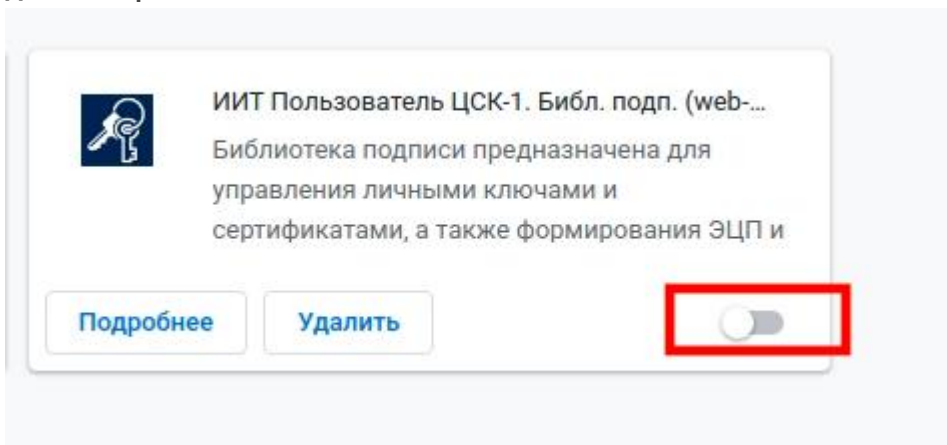 ИИТ Пользователь ЦСК-1. Библ. подп. (web-...
Библиотека подписи предназначена для
управления личными ключами и
сертификатами, а также формирования ЭЦП и
Подробнее Удалить